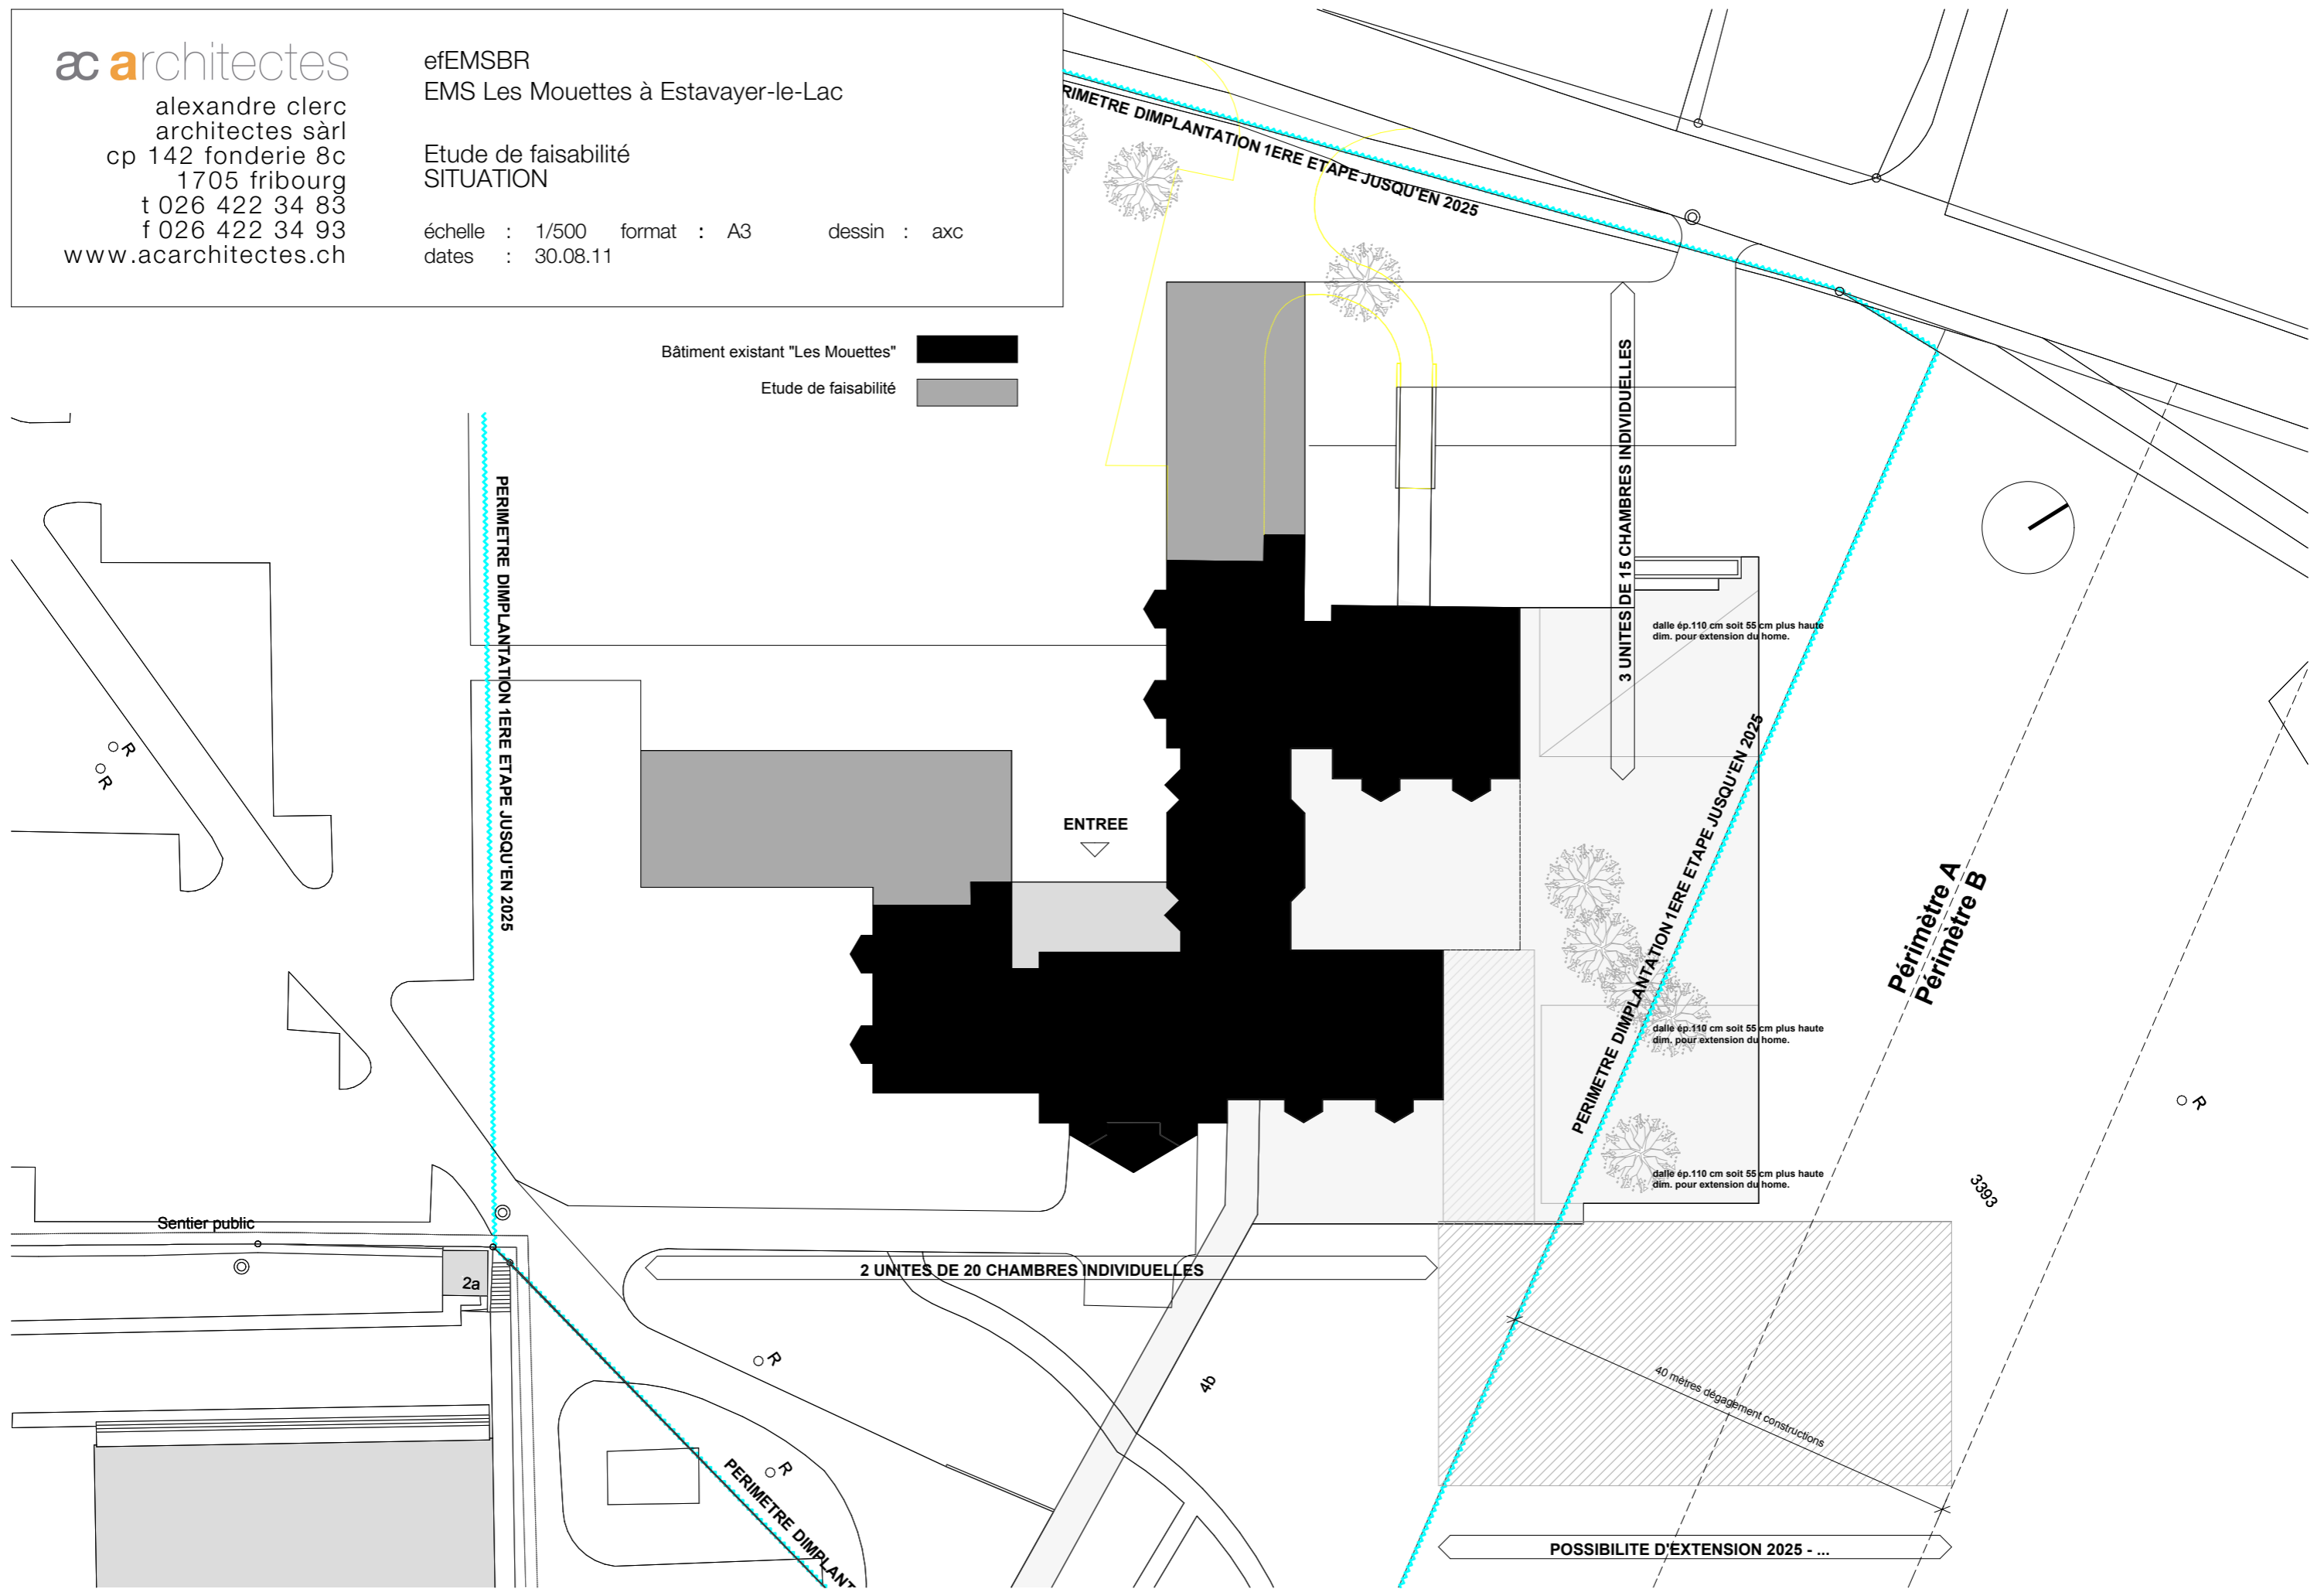 ac architectes
alexandre clerc
architectes sàrl
cp 142 fonderie 8c
1705 fribourg
t 026 422 34 83
f 026 422 34 93
www.acarchitectes.ch
efEMSBR
EMS Les Mouettes à Estavayer-le-Lac
Etude de faisabilité
SITUATION
échelle : 1/500 format : A3 dessin : axc
dates : 30.08.11
Bâtiment existant "Les Mouettes"
Etude de faisabilité
RIMETRE DIMPLANTATION 1ERE ETAPE JUSQU'EN 2025
PERIMETRE DIMPLANTATION 1ERE ETAPE JUSQU'EN 2025
3 UNITES DE 15 CHAMBRES INDIVIDUELLES
dalle ép.110 cm soit 55 cm plus haute
dim. pour extension du home.
R
R
ENTREE
PERIMETRE DIMPLANTATION 1ERE ETAPE JUSQU'EN 2025
Périmètre A
Périmètre B
dalle ép.110 cm soit 55 cm plus haute
dim. pour extension du home.
R
dalle ép.110 cm soit 55 cm plus haute
dim. pour extension du home.
3393
Sentier public
2a
2 UNITES DE 20 CHAMBRES INDIVIDUELLES
R
4b
40 mètres dégagement constructions
R
PERIMETRE DIMPLANT
POSSIBILITE D'EXTENSION 2025 - ...